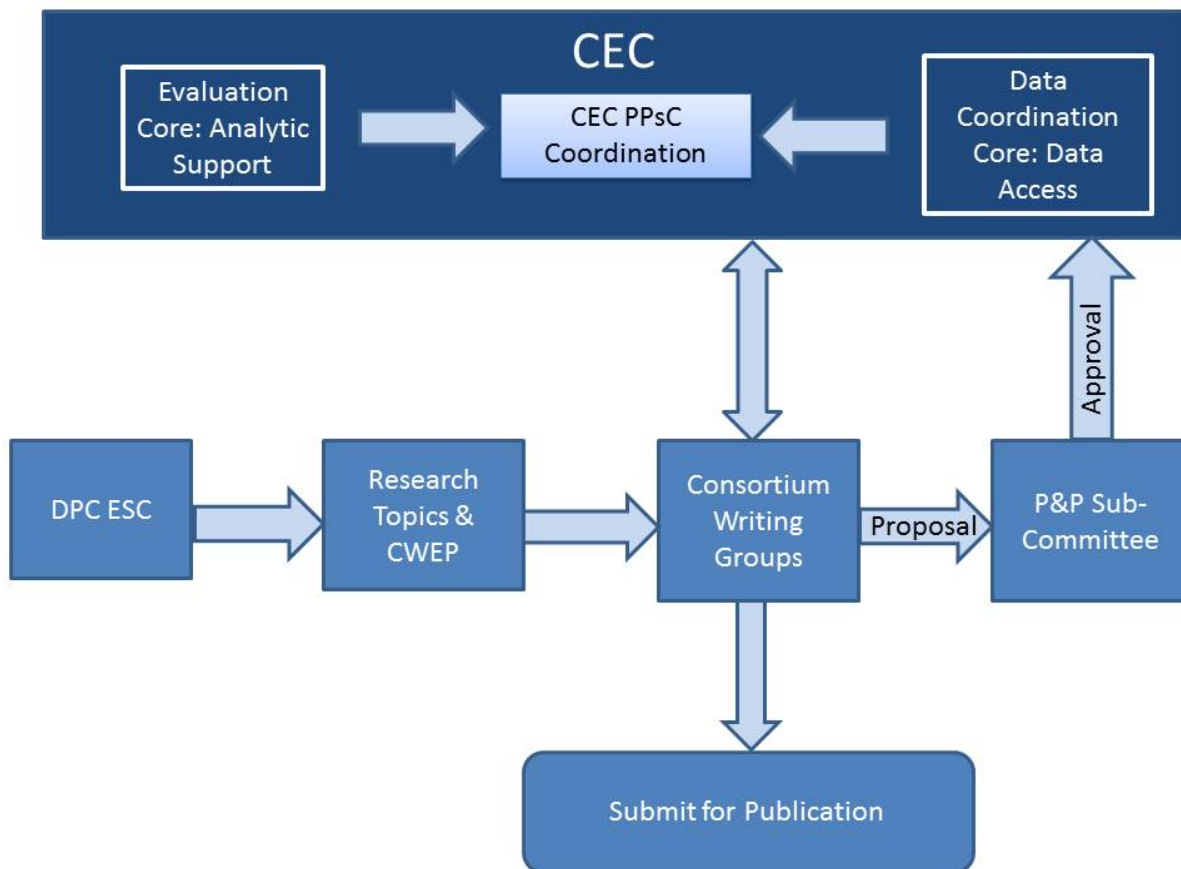 CEC
Evaluation
Core: Analytic
Support
CEC PPsC
Coordination
Data
Coordination
Core: Data
Access
Approval
DPC ESC
Research
Topics &
CWEP
Consortium
Writing
Groups
Proposal
P&P Sub-
Committee
Submit for Publication